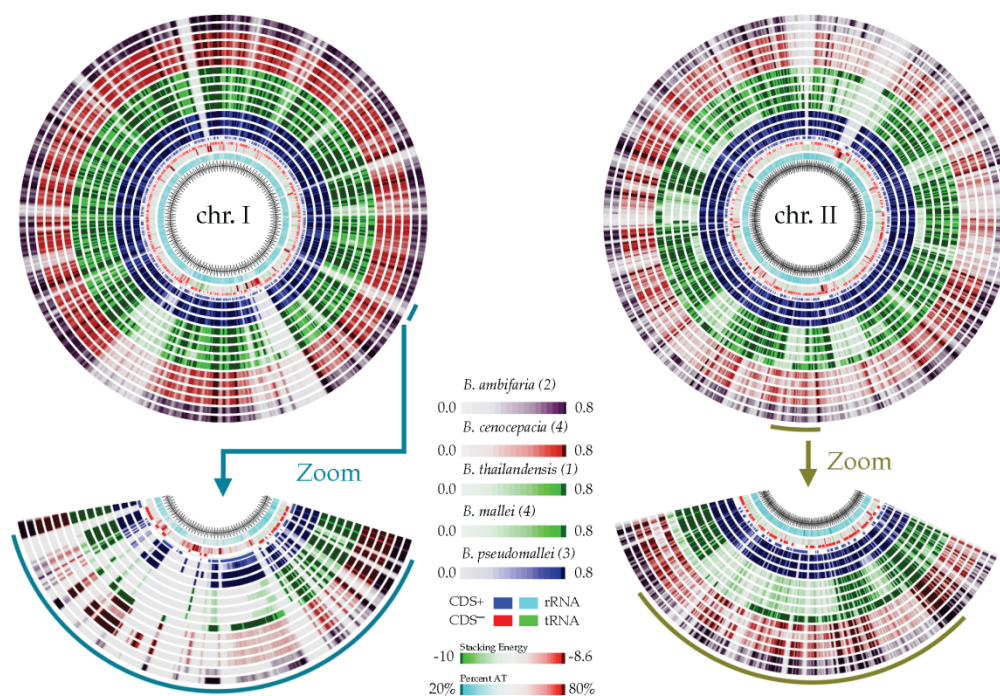 chr. I
chr. II
Zoom
Zoom
B. ambifaria (2)
0.0 0.8
B. cenocepacia (4)
0.0 0.8
B. thailandensis (1)
0.0 0.8
B. mallei (4)
0.0 0.8
B. pseudomallei (3)
0.0 0.8
CDS+ rRNA
CDS− tRNA
Stacking Energy
-10 -8.6
Percent AT
20% 80%